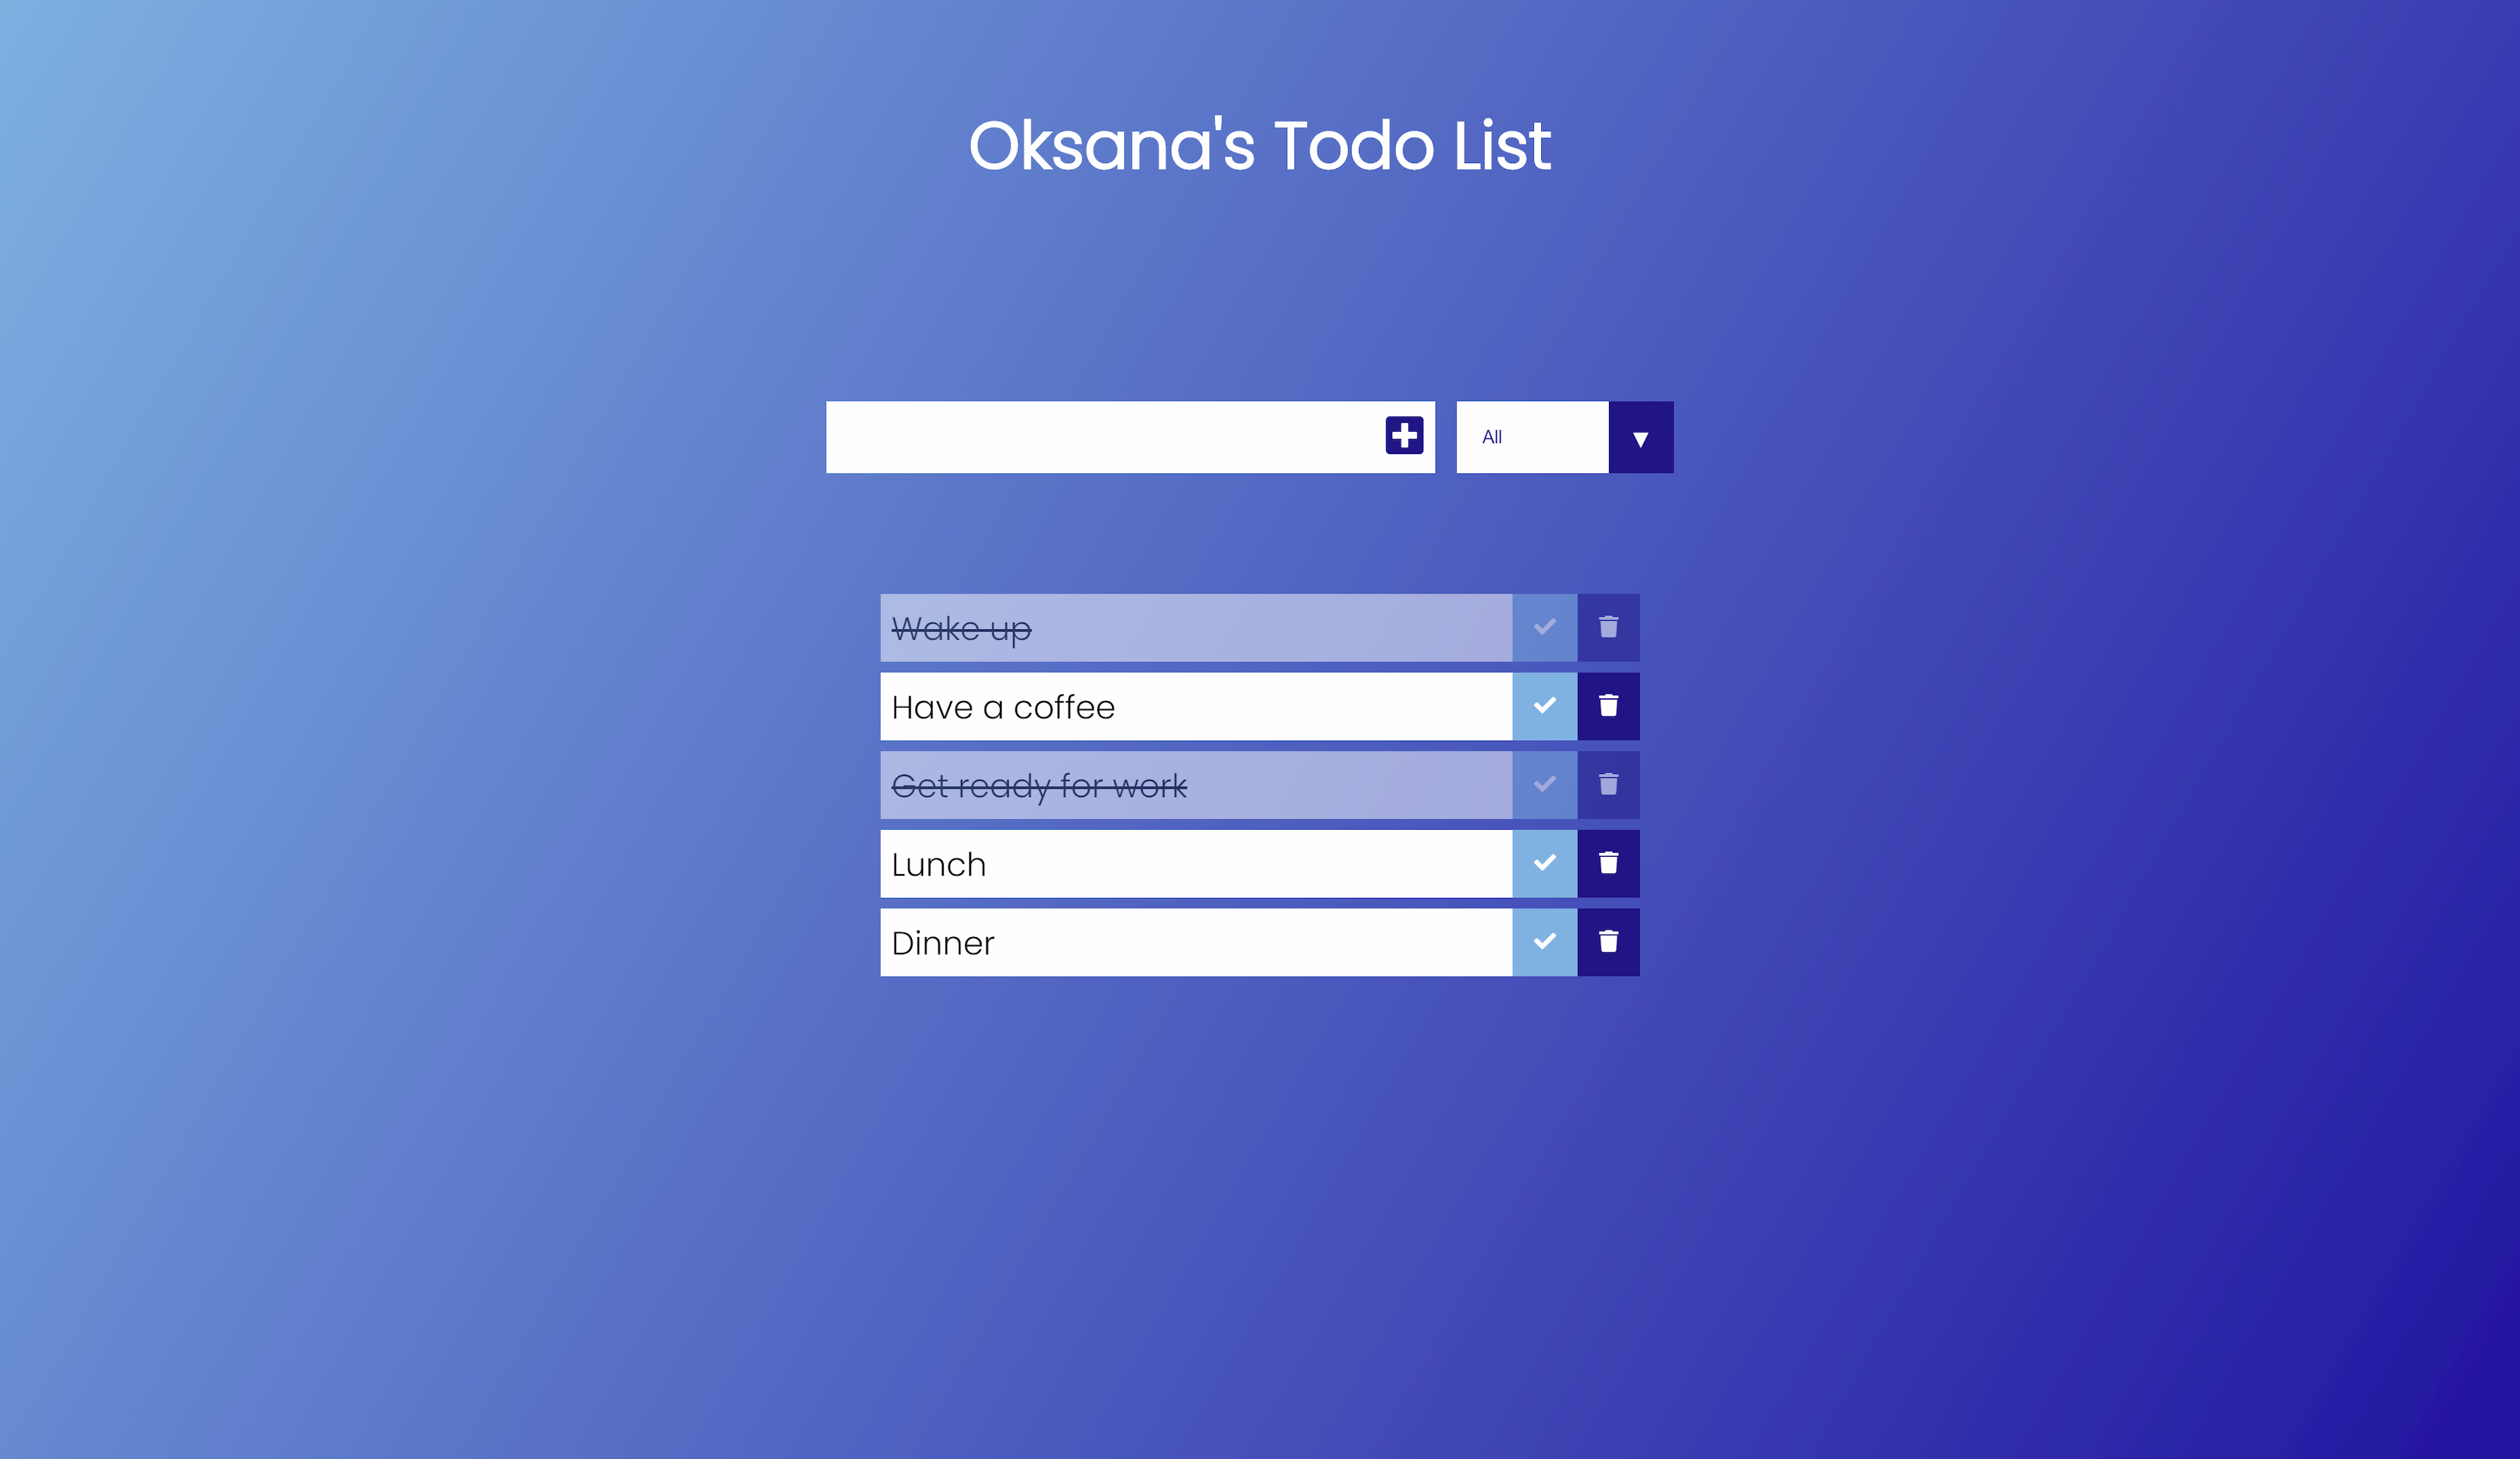 Oksana's Todo List
All ▼
Wake up
Have a coffee
Get ready for work
Lunch
Dinner